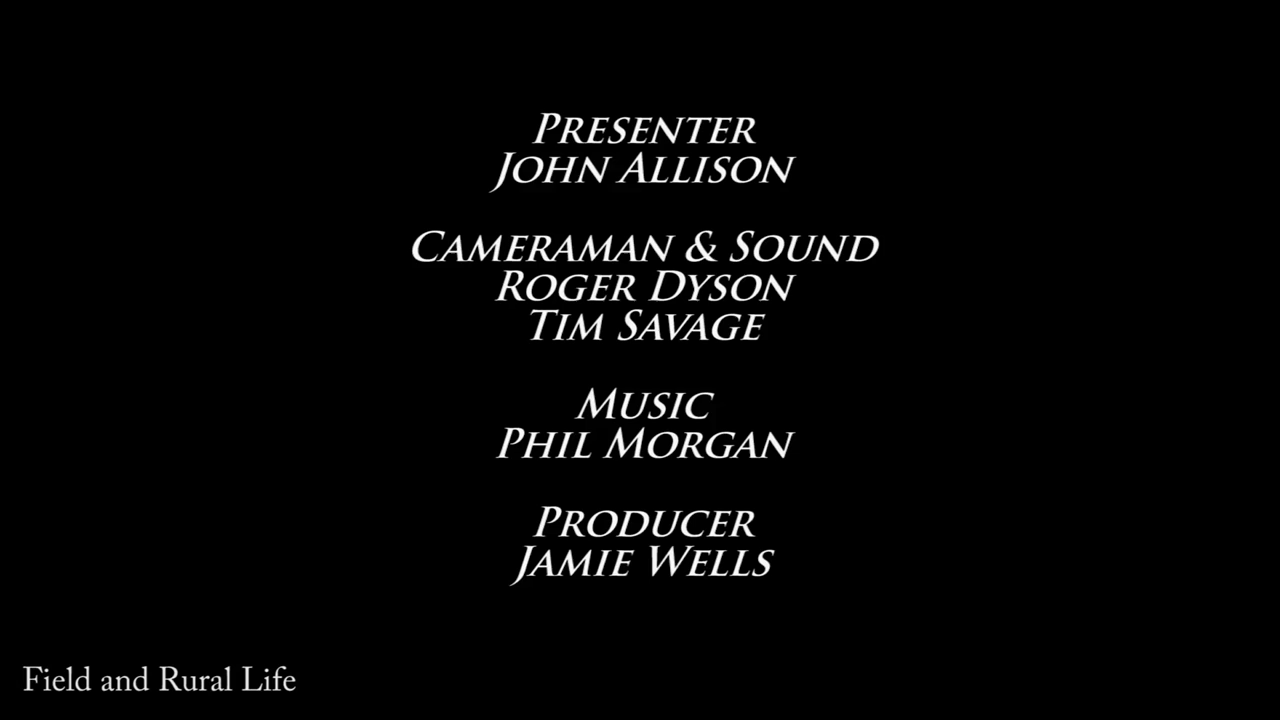 Presenter
John Allison
Cameraman & Sound
Roger Dyson
Tim Savage
Music
Phil Morgan
Producer
Jamie Wells
Field and Rural Life